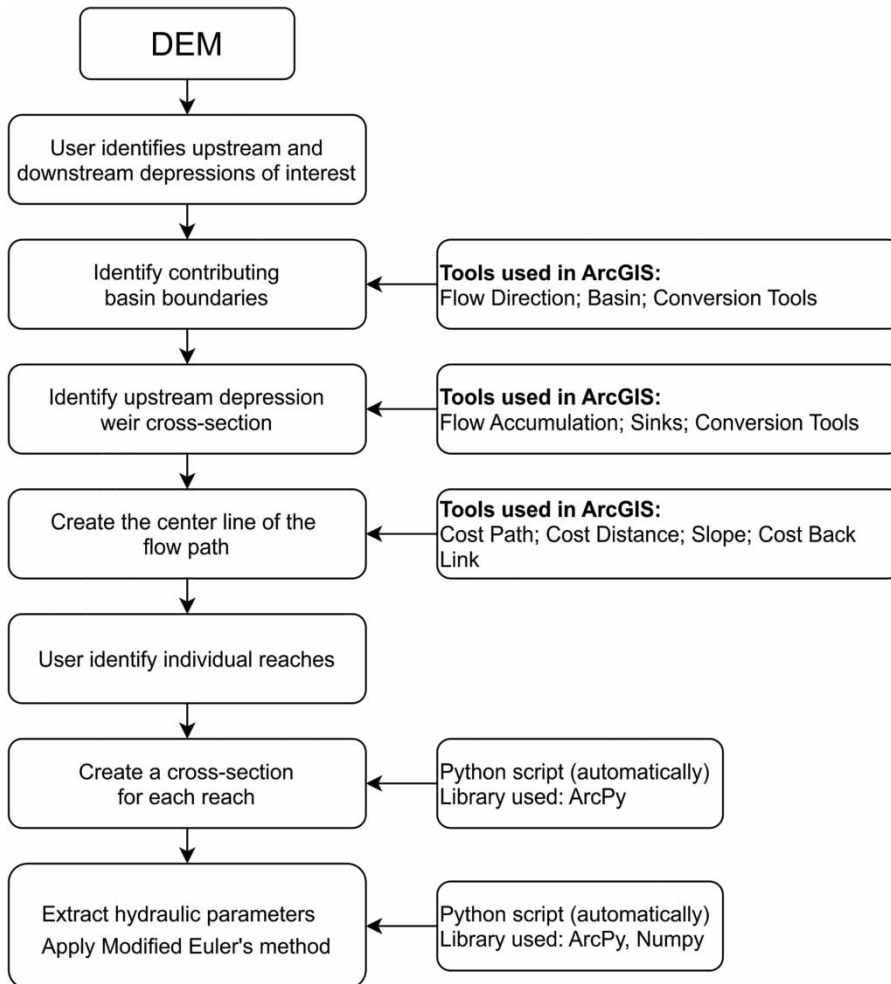 DEM
User identifies upstream and
downstream depressions of interest
Identify contributing
basin boundaries
Tools used in ArcGIS:
Flow Direction; Basin; Conversion Tools
Identify upstream depression
weir cross-section
Tools used in ArcGIS:
Flow Accumulation; Sinks; Conversion Tools
Create the center line of the
flow path
Tools used in ArcGIS:
Cost Path; Cost Distance; Slope; Cost Back
Link
User identify individual reaches
Create a cross-section
for each reach
Python script (automatically)
Library used: ArcPy
Extract hydraulic parameters
Apply Modified Euler's method
Python script (automatically)
Library used: ArcPy, Numpy